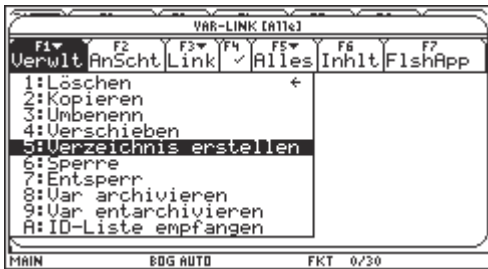 VAR-LINK [Alle]
F1▼ F2 F3▼ F4 F5▼ F6 F7
Verwlt AnScht Link ✓ Alles Inhlt FlshApp
1:Löschen ←
2:Kopieren
3:Umbenenn
4:Verschieben
5:Verzeichnis erstellen
6:Sperre
7:Entsperr
8:Var archivieren
9:Var entarchivieren
A:ID-Liste empfangen
MAIN BOG AUTO FKT 0/30